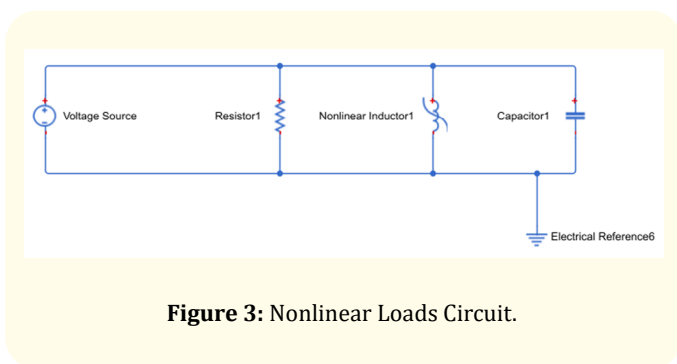 Voltage Source
Resistor1
Nonlinear Inductor1
Capacitor1
Electrical Reference6
Figure 3: Nonlinear Loads Circuit.